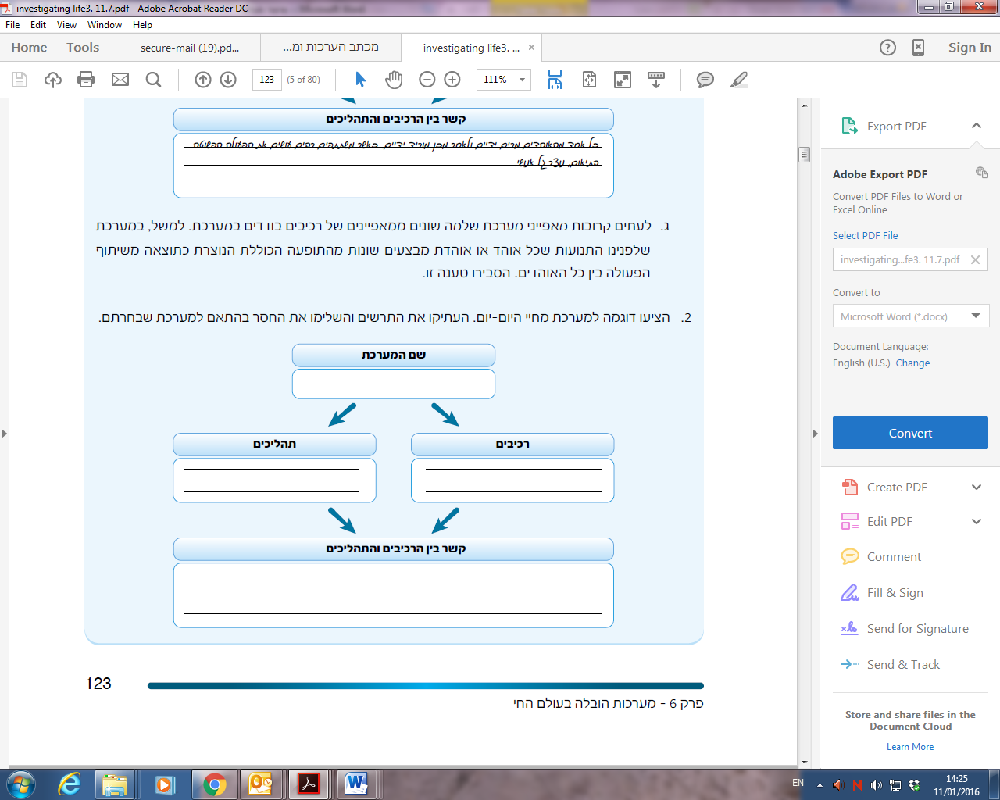 investigating life3. 11.7.pdf - Adobe Acrobat Reader DC
File Edit View Window Help
Home Tools secure-mail (19).pd... מכתב הערכות ומ... investigating life3. ... × Sign In
123 (5 of 80) 111%
קשר בין הרכיבים והתהליכים
כל אחד מהאוהדים מרים ידיים ולאחר מכן מוריד ידיים. כאשר משתתפים רבים עושים את הפעולה הפשוטה
בתיאום, נוצר גל אנושי.
ג. לעתים קרובות מאפייני מערכת שלמה שונים ממאפיינים של רכיבים בודדים במערכת. למשל, במערכת
שלפנינו התנועות שכל אוהד או אוהדת מבצעים שונות מהתופעה הכוללת הנוצרת כתוצאה משיתוף
הפעולה בין כל האוהדים. הסבירו טענה זו.
2. הציעו דוגמה למערכת מחיי היום-יום. העתיקו את התרשים והשלימו את החסר בהתאם למערכת שבחרתם.
שם המערכת
רכיבים
תהליכים
קשר בין הרכיבים והתהליכים
123
פרק 6 - מערכות הובלה בעולם החי
Export PDF
Adobe Export PDF
Convert PDF Files to Word or
Excel Online
Select PDF File
investigating...fe3. 11.7.pdf
Convert to
Microsoft Word (*.docx)
Document Language:
English (U.S.) Change
Convert
Create PDF
Edit PDF
Comment
Fill & Sign
Send for Signature
Send & Track
Store and share files in the
Document Cloud
Learn More
EN
14:25
11/01/2016